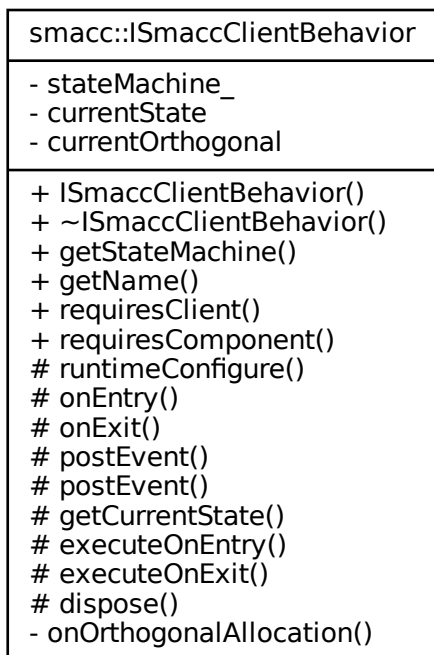 smacc::ISmaccClientBehavior
- stateMachine_
- currentState
- currentOrthogonal
+ ISmaccClientBehavior()
+ ~ISmaccClientBehavior()
+ getStateMachine()
+ getName()
+ requiresClient()
+ requiresComponent()
# runtimeConfigure()
# onEntry()
# onExit()
# postEvent()
# postEvent()
# getCurrentState()
# executeOnEntry()
# executeOnExit()
# dispose()
- onOrthogonalAllocation()